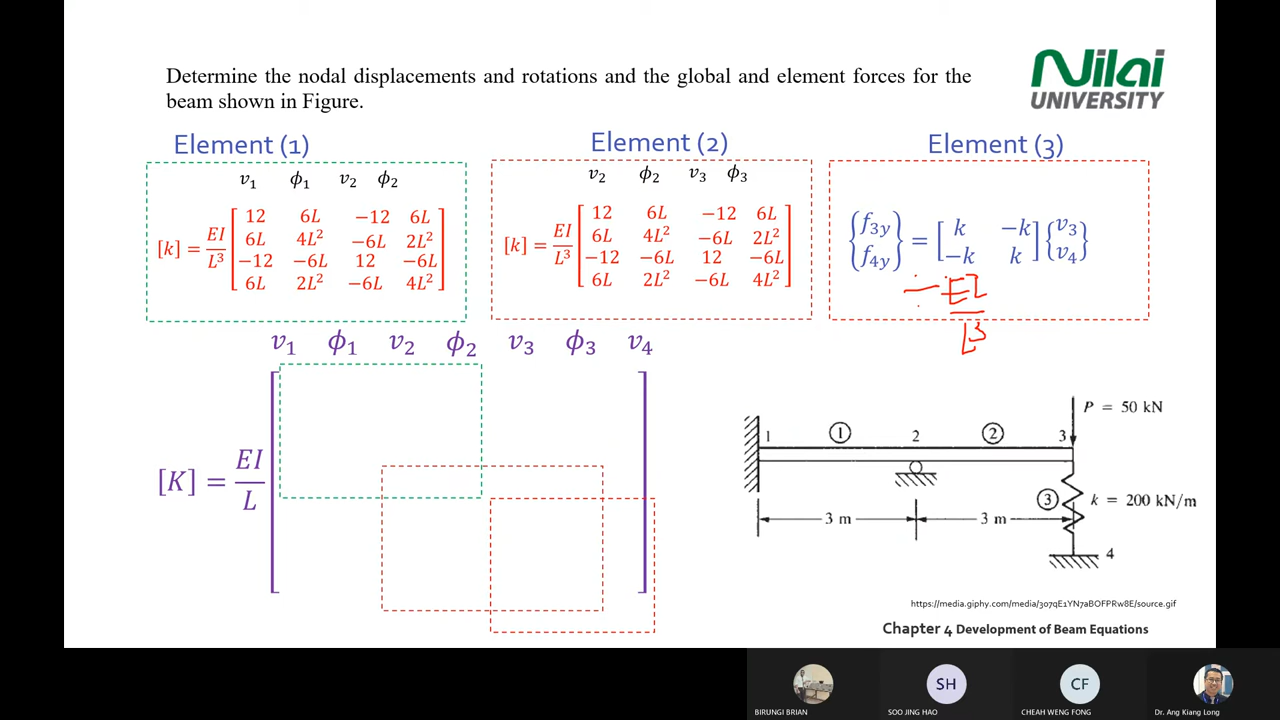 Determine the nodal displacements and rotations and the global and element forces for the
beam shown in Figure.
Nilai
UNIVERSITY
Element (1)
v₁ ϕ₁ v₂ ϕ₂
[k] = EI/L³ [
12 6L −12 6L
6L 4L² −6L 2L²
−12 −6L 12 −6L
6L 2L² −6L 4L²
]
Element (2)
v₂ ϕ₂ v₃ ϕ₃
[k] = EI/L³ [
12 6L −12 6L
6L 4L² −6L 2L²
−12 −6L 12 −6L
6L 2L² −6L 4L²
]
Element (3)
{f₃y f₄y} = [
k −k
−k k
] {v₃ v₄}
÷ EI
L³
v₁ ϕ₁ v₂ ϕ₂ v₃ ϕ₃ v₄
[K] = EI/L [ ]
P = 50 kN
1 ① 2 ② 3
③ k = 200 kN/m
3 m 3 m
4
https://media.giphy.com/media/3o7qE1YN7aBOFPRw8E/source.gif
Chapter 4 Development of Beam Equations
SH CF
BIRUNGI BRIAN SOO JING HAO CHEAH WENG FONG Dr. Ang Kiang Long